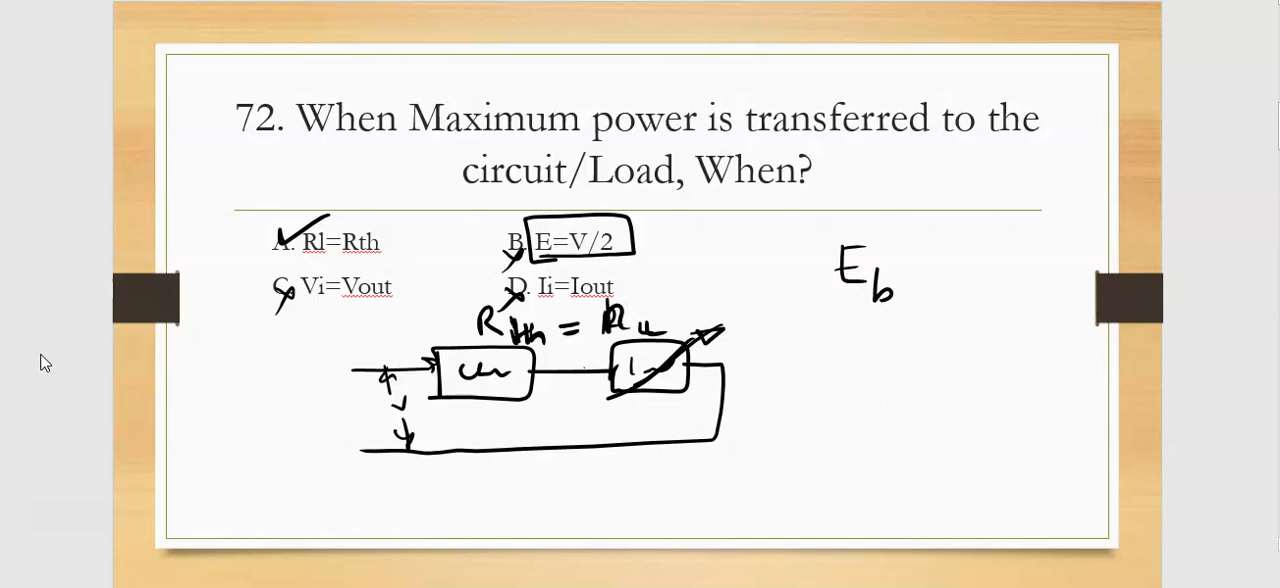 72. When Maximum power is transferred to the
circuit/Load, When?
A. Rl=Rth B. E=V/2
C. Vi=Vout D. Ii=Iout
Eb
Rth = RL
V